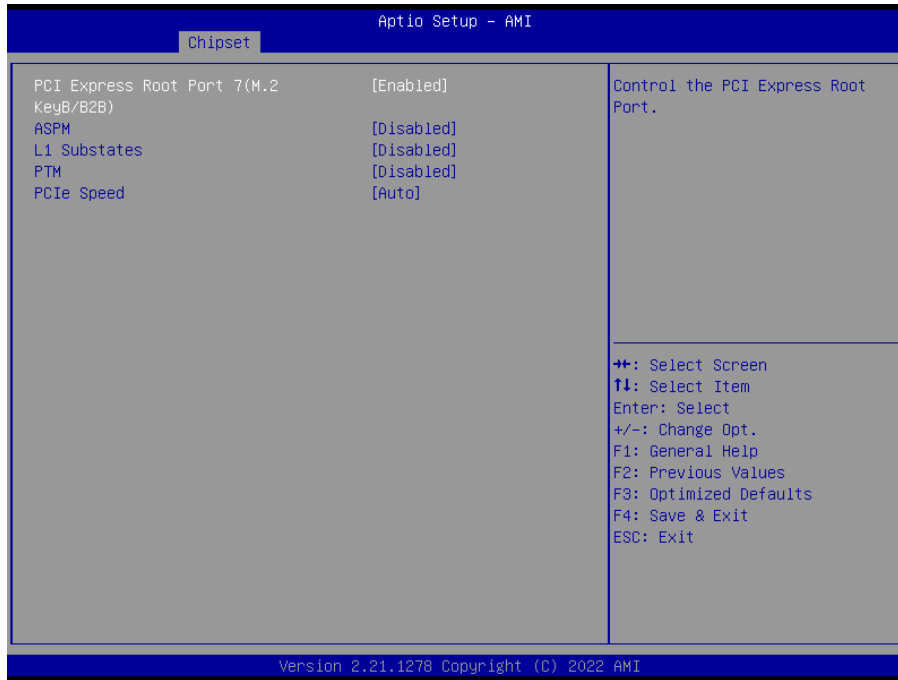 Aptio Setup – AMI
Chipset
PCI Express Root Port 7(M.2 [Enabled]
KeyB/B2B)
ASPM [Disabled]
L1 Substates [Disabled]
PTM [Disabled]
PCIe Speed [Auto]
Control the PCI Express Root
Port.
→←: Select Screen
↑↓: Select Item
Enter: Select
+/-: Change Opt.
F1: General Help
F2: Previous Values
F3: Optimized Defaults
F4: Save & Exit
ESC: Exit
Version 2.21.1278 Copyright (C) 2022 AMI